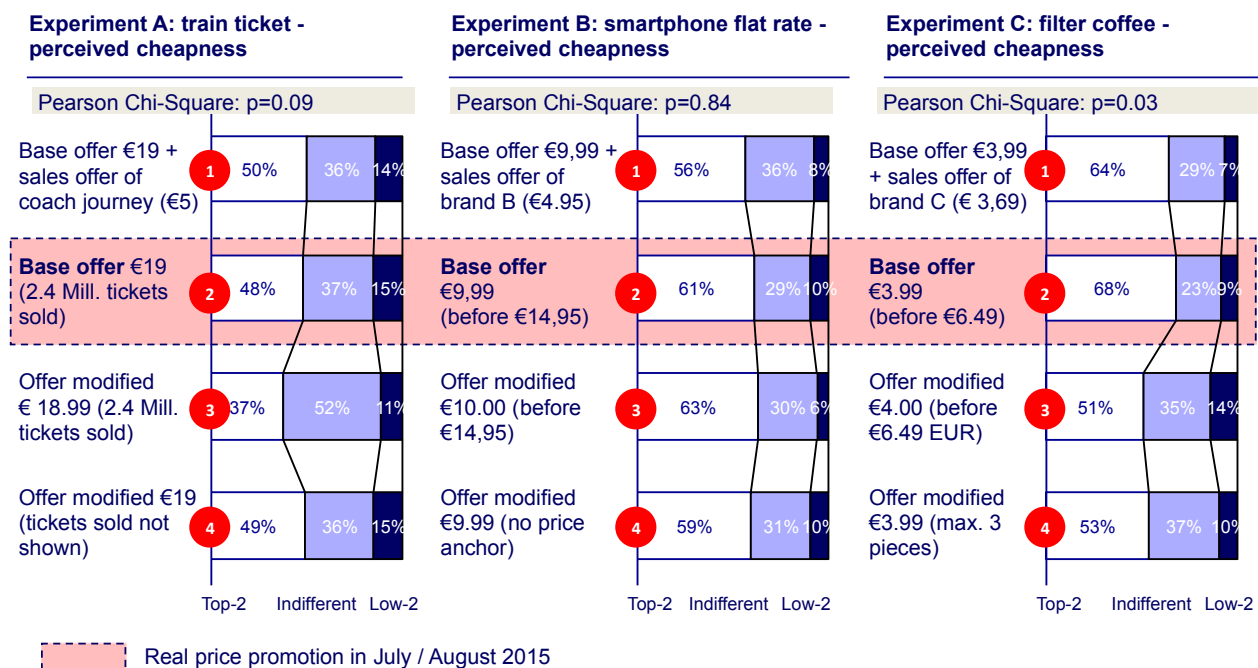 Experiment A: train ticket -
perceived cheapness
Pearson Chi-Square: p=0.09
Base offer €19 +
sales offer of
coach journey (€5)
1
50%
36%
14%
Base offer €19
(2.4 Mill. tickets
sold)
2
48%
37%
15%
Offer modified
€ 18.99 (2.4 Mill.
tickets sold)
3
37%
52%
11%
Offer modified €19
(tickets sold not
shown)
4
49%
36%
15%
Top-2
Indifferent
Low-2
Experiment B: smartphone flat rate -
perceived cheapness
Pearson Chi-Square: p=0.84
Base offer €9,99 +
sales offer of
brand B (€4.95)
1
56%
36%
8%
Base offer
€9,99
(before €14,95)
2
61%
29%
10%
Offer modified
€10.00 (before
€14,95)
3
63%
30%
6%
Offer modified
€9.99 (no price
anchor)
4
59%
31%
10%
Top-2
Indifferent
Low-2
Experiment C: filter coffee -
perceived cheapness
Pearson Chi-Square: p=0.03
Base offer €3,99
+ sales offer of
brand C (€ 3,69)
1
64%
29%
7%
Base offer
€3.99
(before €6.49)
2
68%
23%
9%
Offer modified
€4.00 (before
€6.49 EUR)
3
51%
35%
14%
Offer modified
€3.99 (max. 3
pieces)
4
53%
37%
10%
Top-2
Indifferent
Low-2
Real price promotion in July / August 2015